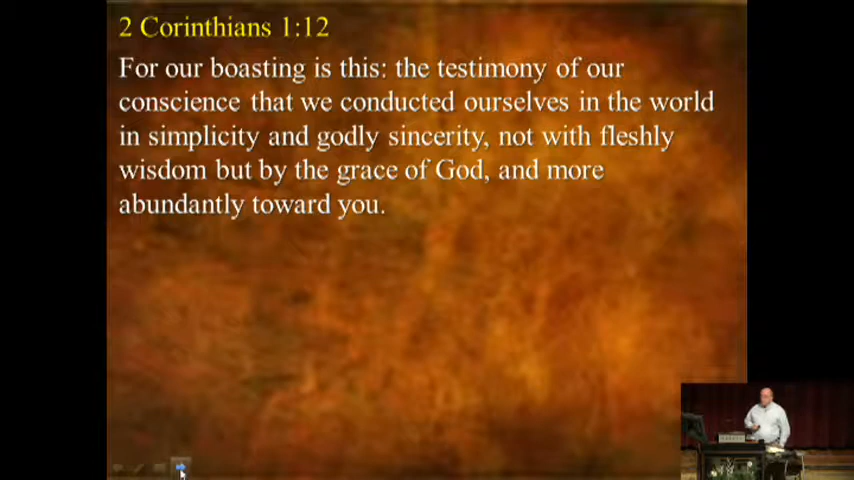 2 Corinthians 1:12
For our boasting is this: the testimony of our
conscience that we conducted ourselves in the world
in simplicity and godly sincerity, not with fleshly
wisdom but by the grace of God, and more
abundantly toward you.